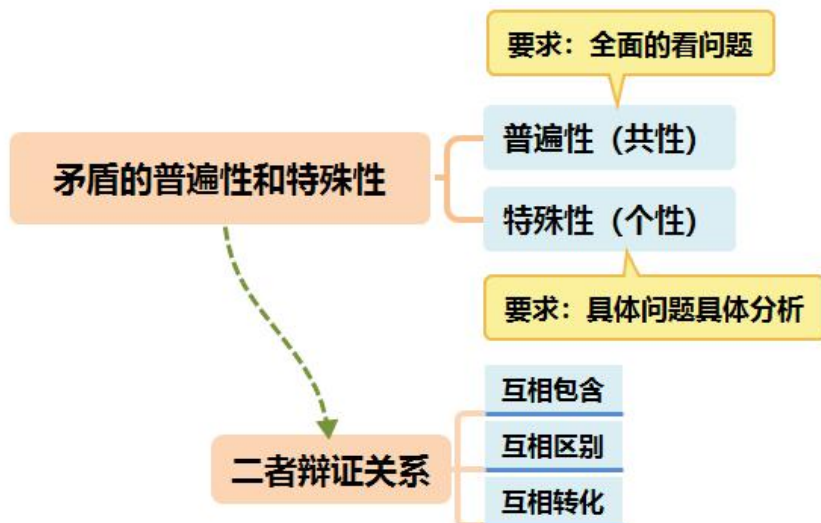 要求：全面的看问题
普遍性（共性）
矛盾的普遍性和特殊性
特殊性（个性）
要求：具体问题具体分析
互相包含
互相区别
二者辩证关系
互相转化